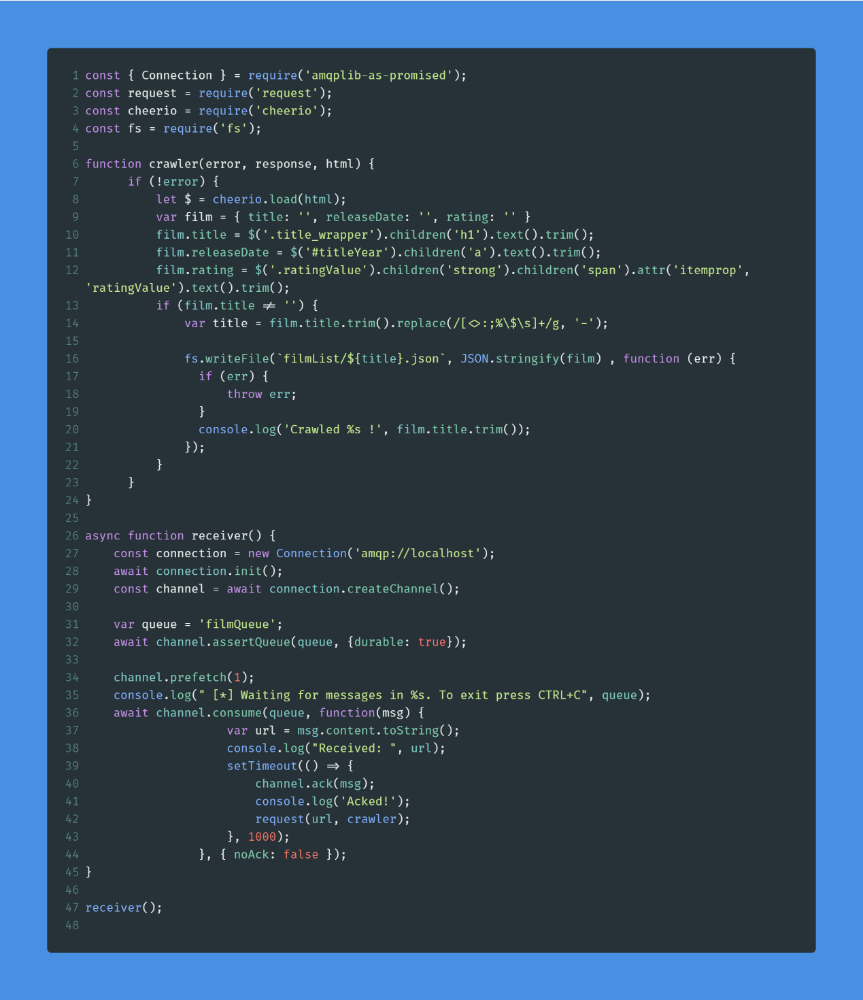 1 const { Connection } = require('amqplib-as-promised');
2 const request = require('request');
3 const cheerio = require('cheerio');
4 const fs = require('fs');
5
6 function crawler(error, response, html) {
7       if (!error) {
8           let $ = cheerio.load(html);
9           var film = { title: '', releaseDate: '', rating: '' }
10           film.title = $('.title_wrapper').children('h1').text().trim();
11           film.releaseDate = $('#titleYear').children('a').text().trim();
12           film.rating = $('.ratingValue').children('strong').children('span').attr('itemprop',
'ratingValue').text().trim();
13           if (film.title != '') {
14               var title = film.title.trim().replace(/[<>:;%\$\s]+/g, '-');
15
16               fs.writeFile(`filmList/${title}.json`, JSON.stringify(film) , function (err) {
17                 if (err) {
18                     throw err;
19                 }
20                 console.log('Crawled %s !', film.title.trim());
21               });
22           }
23       }
24 }
25
26 async function receiver() {
27     const connection = new Connection('amqp://localhost');
28     await connection.init();
29     const channel = await connection.createChannel();
30
31     var queue = 'filmQueue';
32     await channel.assertQueue(queue, {durable: true});
33
34     channel.prefetch(1);
35     console.log(" [*] Waiting for messages in %s. To exit press CTRL+C", queue);
36     await channel.consume(queue, function(msg) {
37                     var url = msg.content.toString();
38                     console.log("Received: ", url);
39                     setTimeout(() => {
40                         channel.ack(msg);
41                         console.log('Acked!');
42                         request(url, crawler);
43                     }, 1000);
44                 }, { noAck: false });
45 }
46
47 receiver();
48